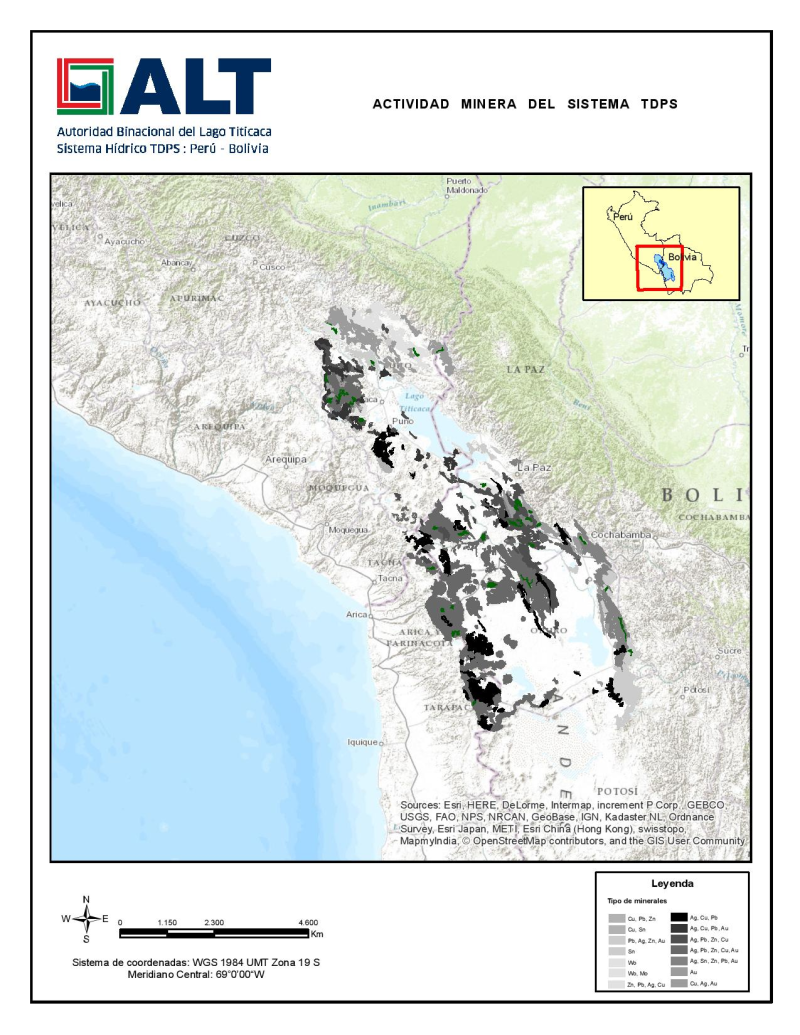 ALT
Autoridad Binacional del Lago Titicaca
Sistema Hídrico TDPS : Perú - Bolivia
ACTIVIDAD MINERA DEL SISTEMA TDPS
Puerto
Maldonado
Inambari
Perú
Bolivia
velica
VELICA
Ayacucho
CUZCO
Abancay
Cusco
AYACUCHO
APURIMAC
LA PAZ
Beni
Lago
Titicaca
Puno
AREQUIPA
Arequipa
La Paz
MOQUEGUA
BOLI
COCHABAMBA
Moquegua
Cochabamba
TACNA
Tacna
Arica
ARICA Y
PARINACOTA
ORURO
Sucre
Potosí
TARAPAC
Iquique
A N D E
POTOSÍ
Sources: Esri, HERE, DeLorme, Intermap, increment P Corp., GEBCO,
USGS, FAO, NPS, NRCAN, GeoBase, IGN, Kadaster NL, Ordnance
Survey, Esri Japan, METI, Esri China (Hong Kong), swisstopo,
MapmyIndia, © OpenStreetMap contributors, and the GIS User Community
N
W E
S
0 1.150 2.300 4.600
Km
Sistema de coordenadas: WGS 1984 UMT Zona 19 S
Meridiano Central: 69°0'00"W
Leyenda
Tipo de minerales
Cu, Pb, Zn
Cu, Sn
Pb, Ag, Zn, Au
Sn
Wo
Wo, Mo
Zn, Pb, Ag, Cu
Ag, Cu, Pb
Ag, Cu, Pb, Au
Ag, Pb, Zn, Cu
Ag, Pb, Zn, Cu, Au
Ag, Sn, Zn, Pb, Au
Au
Cu, Ag, Au